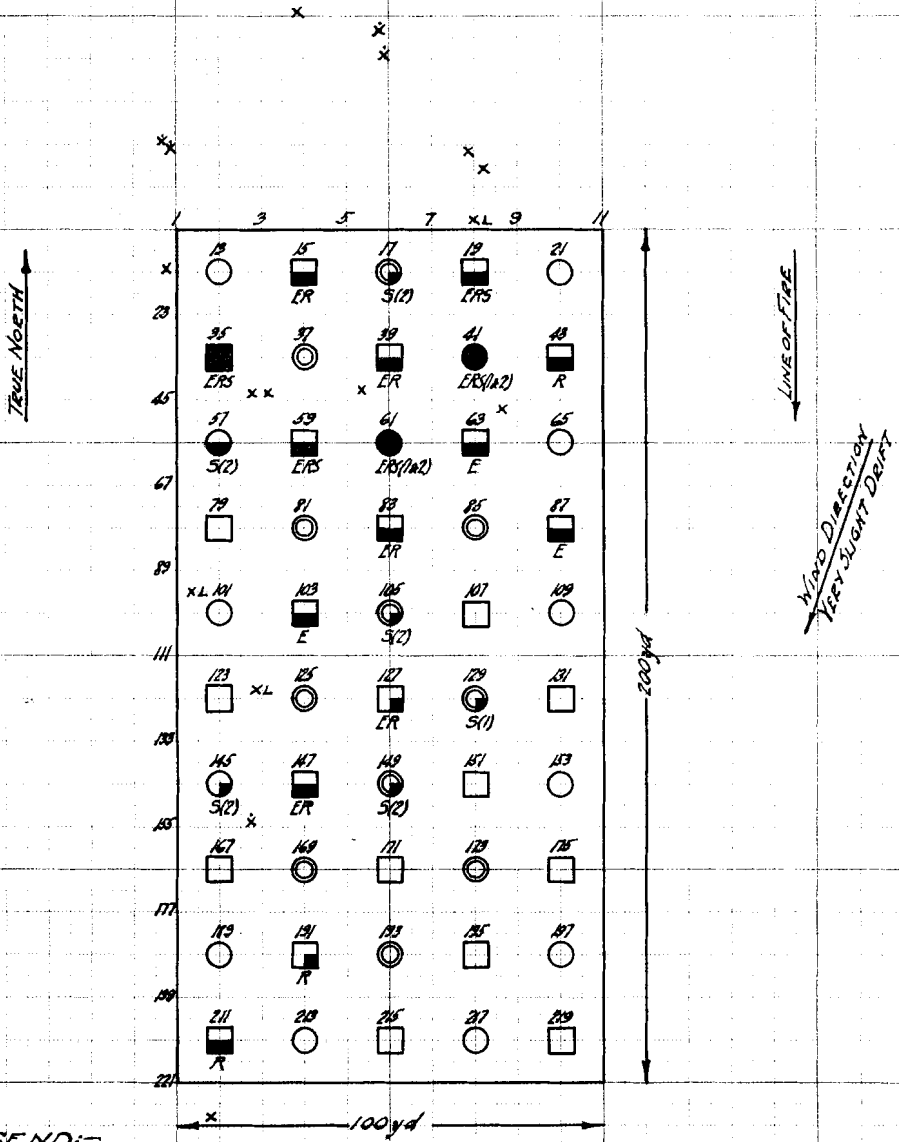 x
x
x
x x
x
x
1 3 5 7 xL 9 11
13 15 17 19 21
x
ER S(2) ERS
23
35 37 39 41 43
ERS ER ERS(1&2) R
x x x
45
x
57 59 61 63 65
S(2) ERS ERS(1&2) E
67
79 81 83 85 87
ER E
89
xL 101 103 105 107 109
E S(2)
111
123 xL 125 127 129 131
ER S(1)
133
145 147 149 151 153
S(2) ER S(2)
x
155
167 169 171 173 175
177
189 191 193 195 197
R
199
211 213 215 217 219
R
221
x
100 yd
200 yd
TRUE NORTH
LINE OF FIRE
WIND DIRECTION
VERY SLIGHT DRIFT